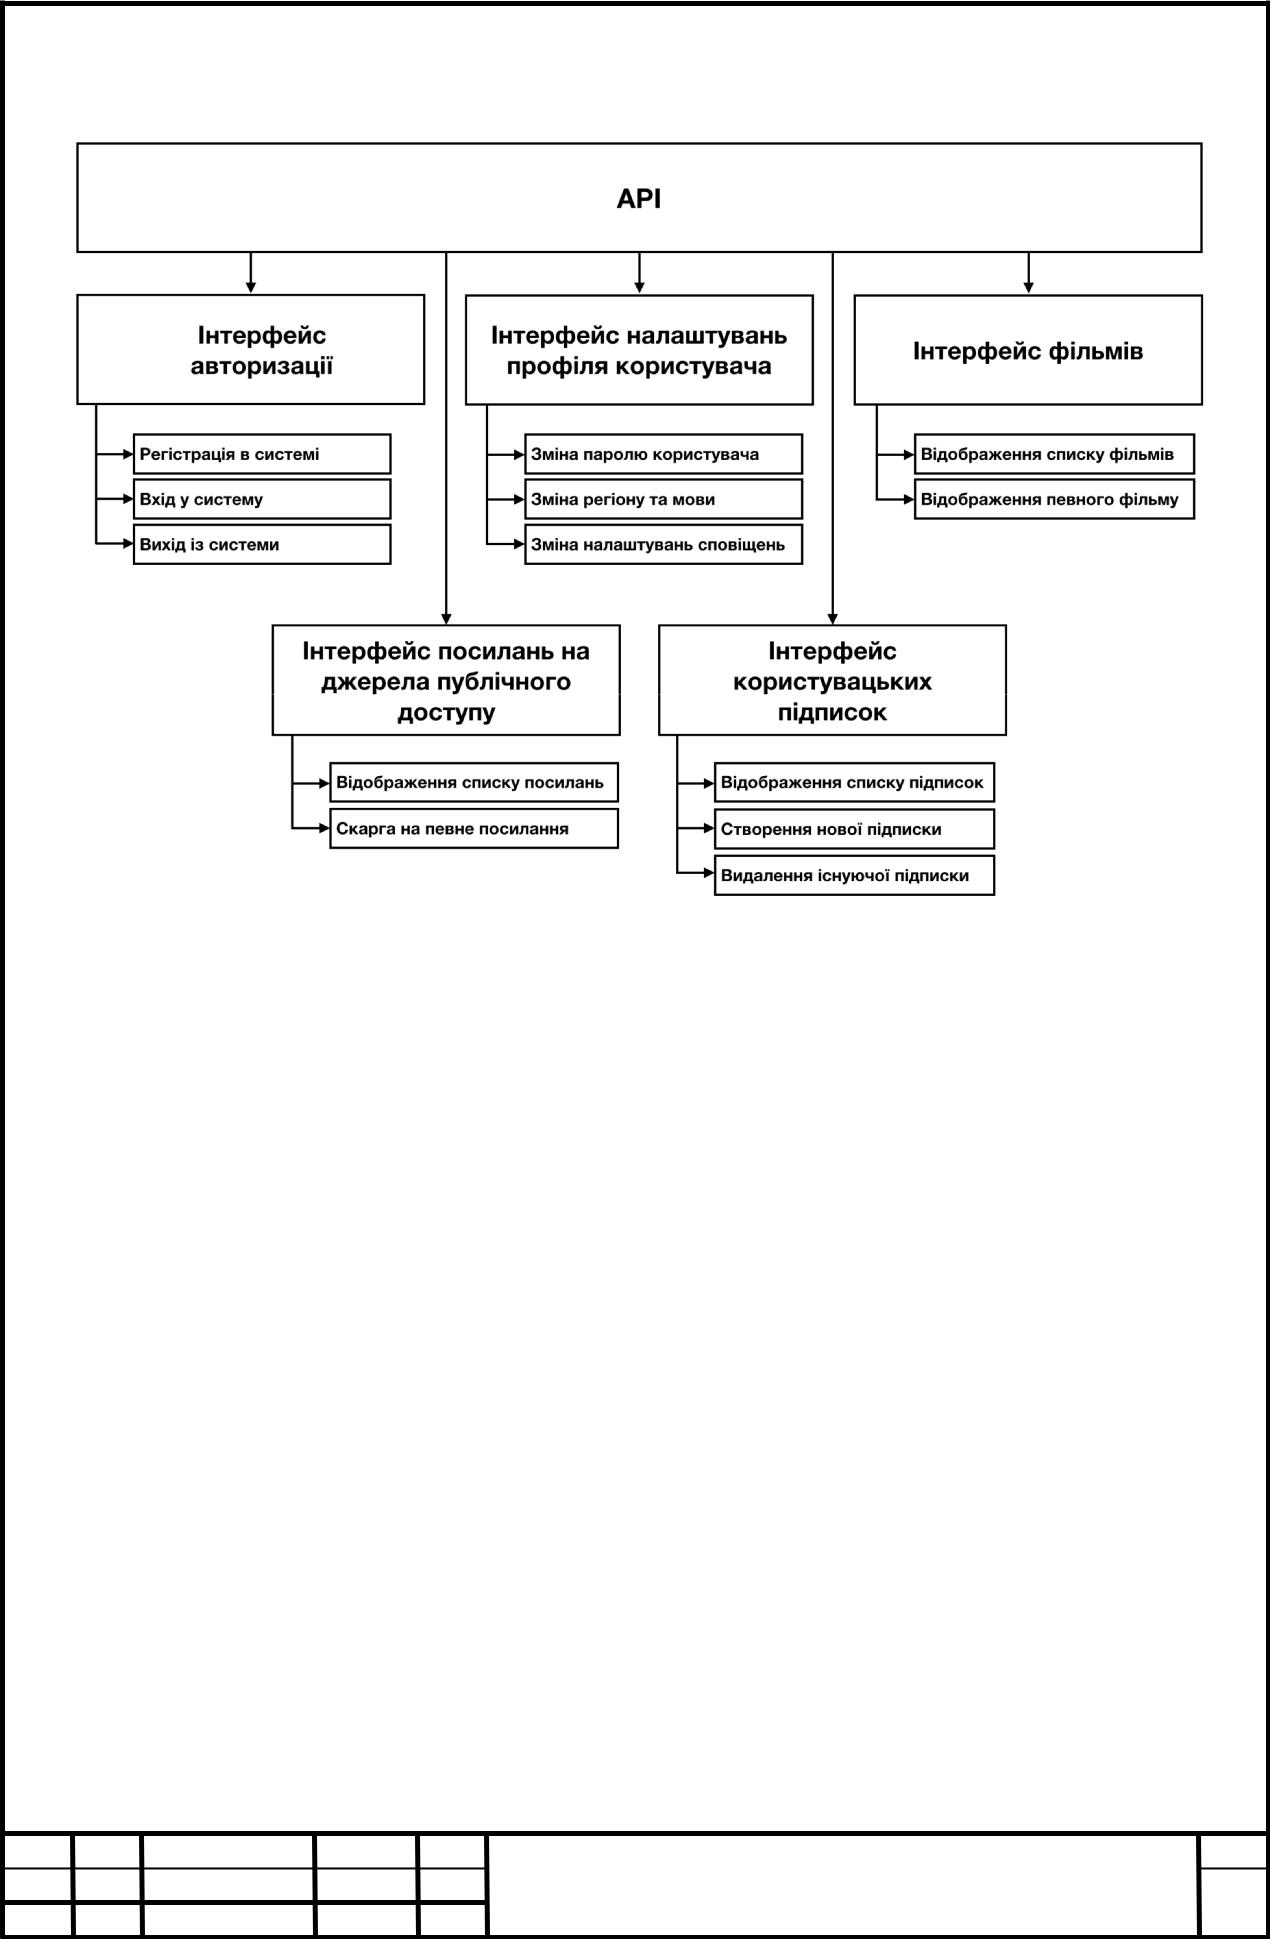 API
Інтерфейс
авторизації
Регістрація в системі
Вхід у систему
Вихід із системи
Інтерфейс налаштувань
профіля користувача
Зміна паролю користувача
Зміна регіону та мови
Зміна налаштувань сповіщень
Інтерфейс фільмів
Відображення списку фільмів
Відображення певного фільму
Інтерфейс посилань на
джерела публічного
доступу
Відображення списку посилань
Скарга на певне посилання
Інтерфейс
користувацьких
підписок
Відображення списку підписок
Створення нової підписки
Видалення існуючої підписки